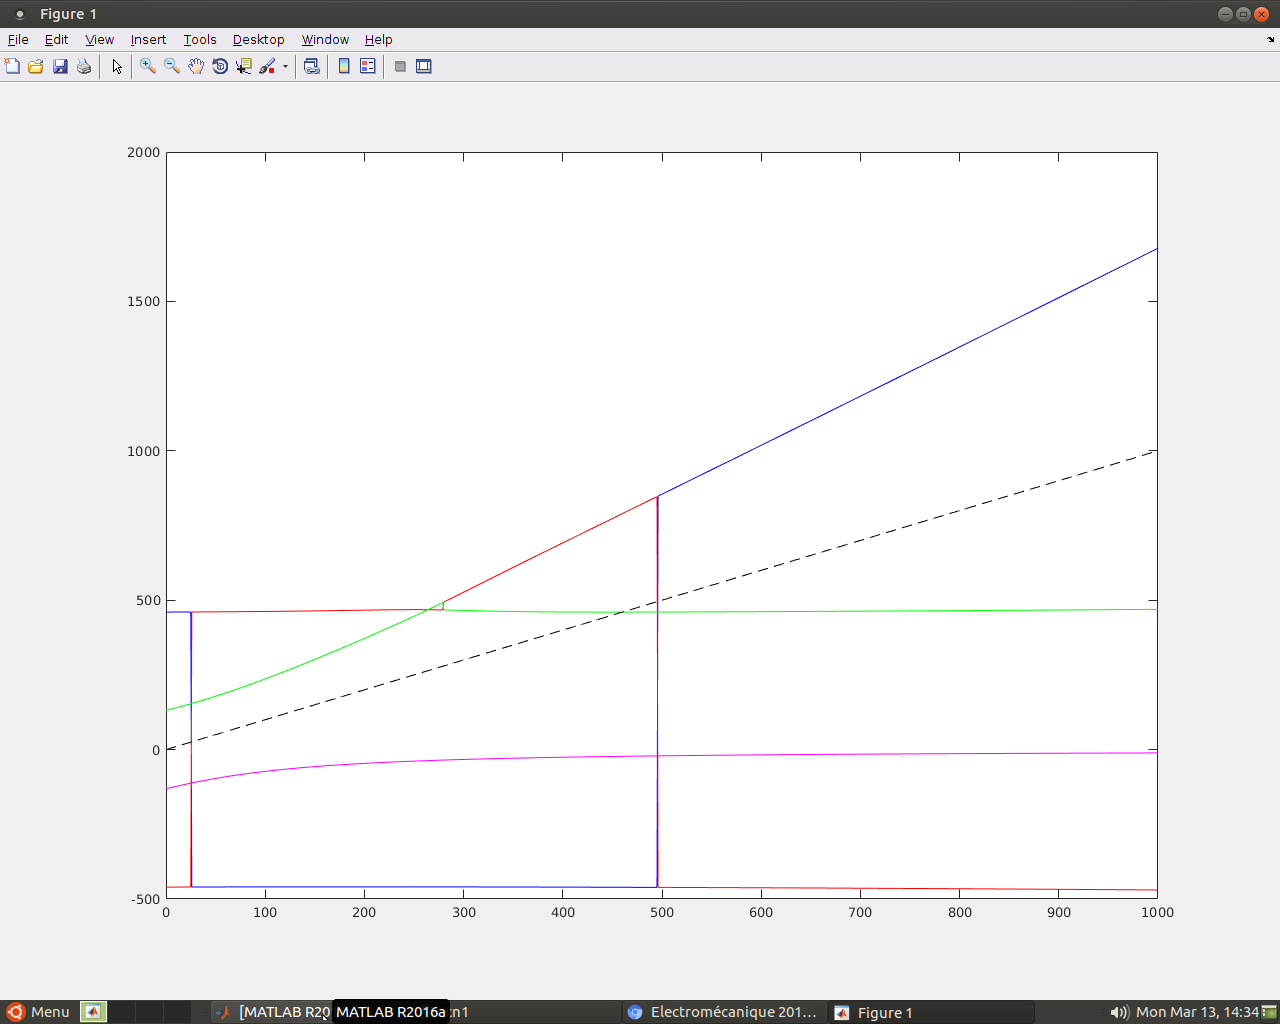 Figure 1
File Edit View Insert Tools Desktop Window Help
2000
1500
1000
500
0
-500
0 100 200 300 400 500 600 700 800 900 1000
Menu [MATLAB R20 MATLAB R2016a :n1 Electromécanique 201... Figure 1 Mon Mar 13, 14:34